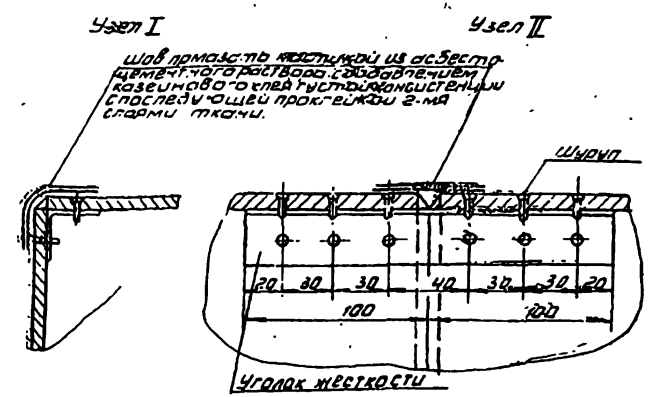 Узел I
Узел II
Шов прмазать мастикой из асбесто-
цементного раствора с добавлением
казеинового клея густой консистенции
с последующей проклейкой 2-мя
слоями ткани.
Шуруп
20 30 30 40 30 30 20
100 100
Уголок жесткости